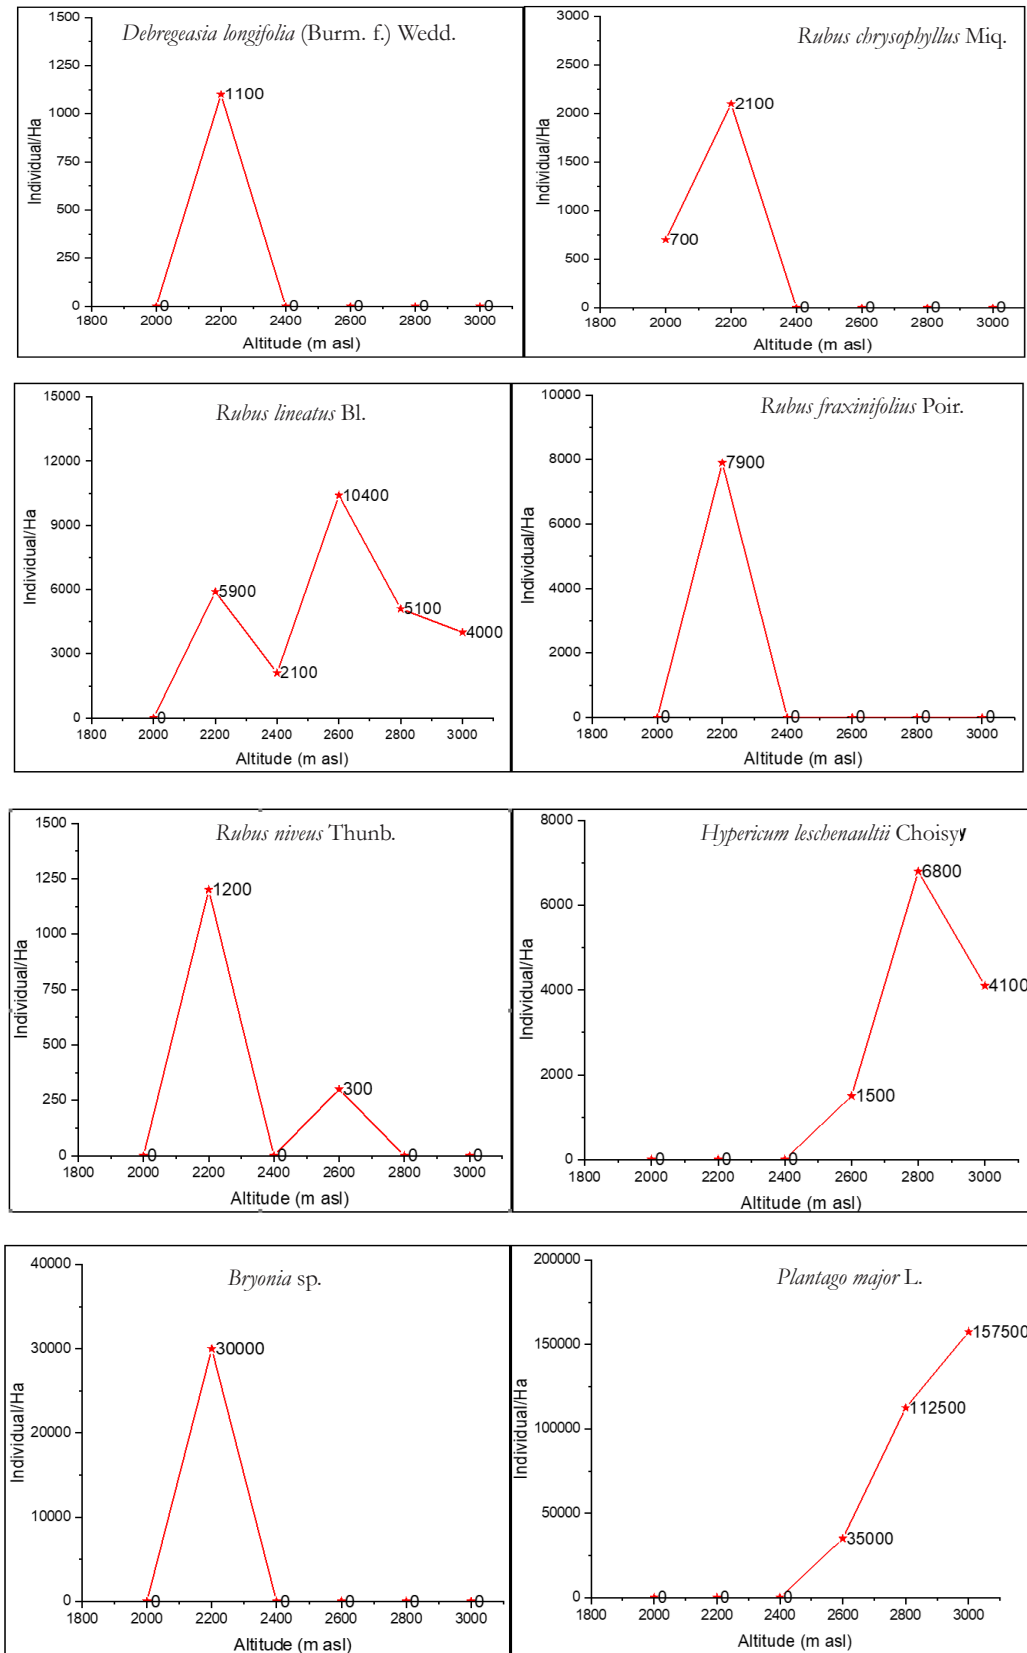 Debregeasia longifolia (Burm. f.) Wedd.
Individual/Ha
1500
1250
1000
750
500
250
0
1100
0 0 0 0 0
1800 2000 2200 2400 2600 2800 3000
Altitude (m asl)
Rubus chrysophyllus Miq.
Individual/Ha
3000
2500
2000
1500
1000
500
0
2100
700
0 0 0 0
1800 2000 2200 2400 2600 2800 3000
Altitude (m asl)
Rubus lineatus Bl.
Individual/Ha
15000
12000
9000
6000
3000
0
10400
5900
5100
4000
2100
0
1800 2000 2200 2400 2600 2800 3000
Altitude (m asl)
Rubus fraxinifolius Poir.
Individual/Ha
10000
8000
6000
4000
2000
0
7900
0 0 0 0 0
1800 2000 2200 2400 2600 2800 3000
Altitude (m asl)
Rubus niveus Thunb.
Individual/Ha
1500
1250
1000
750
500
250
0
1200
300
0 0 0 0
1800 2000 2200 2400 2600 2800 3000
Altitude (m asl)
Hypericum leschenaultii Choisyy
Individual/Ha
8000
6000
4000
2000
0
6800
4100
1500
0 0 0
1800 2000 2200 2400 2600 2800 3000
Altitude (m asl)
Bryonia sp.
Individual/Ha
40000
30000
20000
10000
0
30000
0 0 0 0 0
1800 2000 2200 2400 2600 2800 3000
Altitude (m asl)
Plantago major L.
Individual/Ha
200000
150000
100000
50000
0
157500
112500
35000
0 0 0
1800 2000 2200 2400 2600 2800 3000
Altitude (m asl)